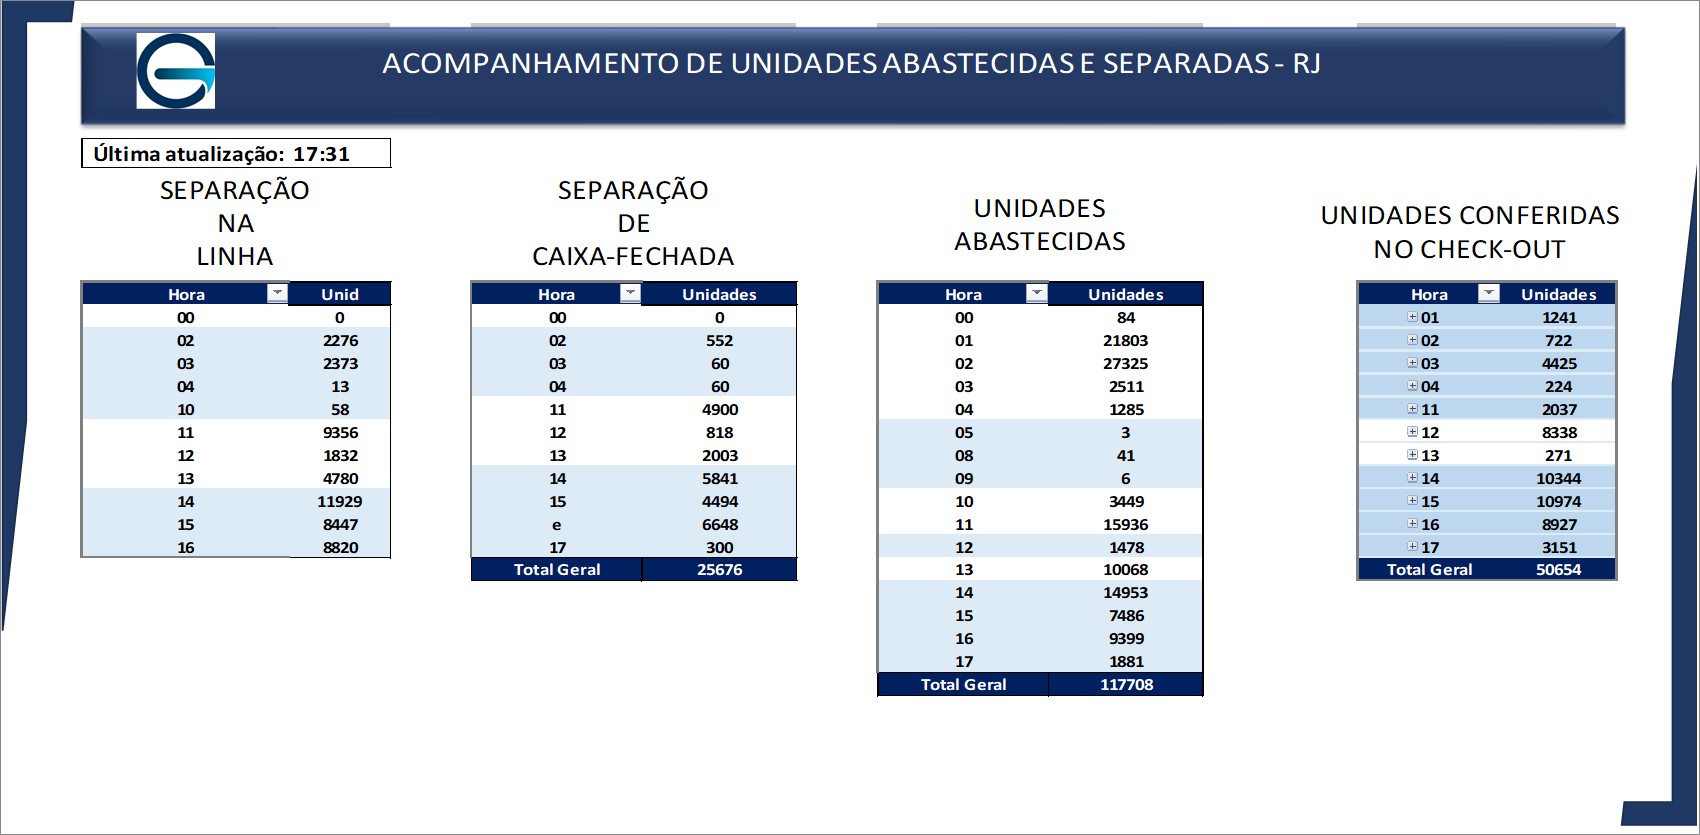 ACOMPANHAMENTO DE UNIDADES ABASTECIDAS E SEPARADAS - RJ
Última atualização: 17:31
SEPARAÇÃO
NA
LINHA
Hora Unid
00 0
02 2276
03 2373
04 13
10 58
11 9356
12 1832
13 4780
14 11929
15 8447
16 8820
SEPARAÇÃO
DE
CAIXA-FECHADA
Hora Unidades
00 0
02 552
03 60
04 60
11 4900
12 818
13 2003
14 5841
15 4494
e 6648
17 300
Total Geral 25676
UNIDADES
ABASTECIDAS
Hora Unidades
00 84
01 21803
02 27325
03 2511
04 1285
05 3
08 41
09 6
10 3449
11 15936
12 1478
13 10068
14 14953
15 7486
16 9399
17 1881
Total Geral 117708
UNIDADES CONFERIDAS
NO CHECK-OUT
Hora Unidades
01 1241
02 722
03 4425
04 224
11 2037
12 8338
13 271
14 10344
15 10974
16 8927
17 3151
Total Geral 50654